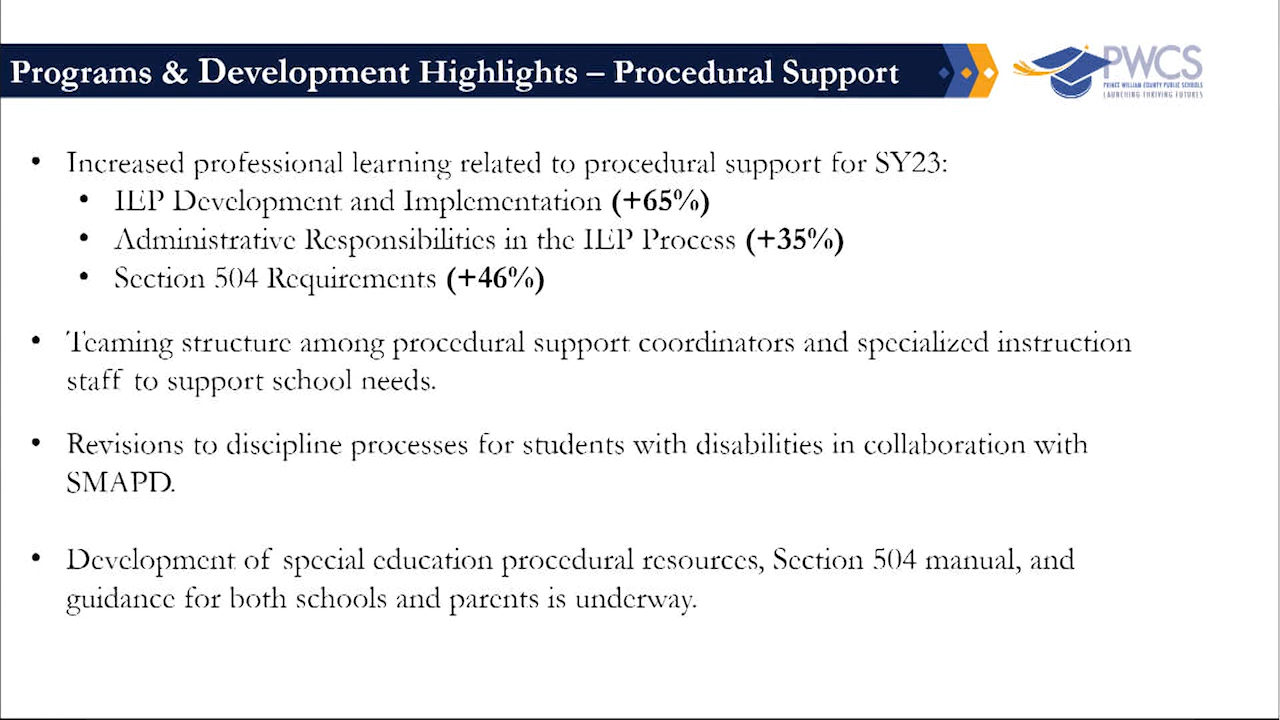 Programs & Development Highlights – Procedural Support
PWCS
PRINCE WILLIAM COUNTY PUBLIC SCHOOLS
LAUNCHING THRIVING FUTURES
• Increased professional learning related to procedural support for SY23:
• IEP Development and Implementation (+65%)
• Administrative Responsibilities in the IEP Process (+35%)
• Section 504 Requirements (+46%)
• Teaming structure among procedural support coordinators and specialized instruction
staff to support school needs.
• Revisions to discipline processes for students with disabilities in collaboration with
SMAPD.
• Development of special education procedural resources, Section 504 manual, and
guidance for both schools and parents is underway.